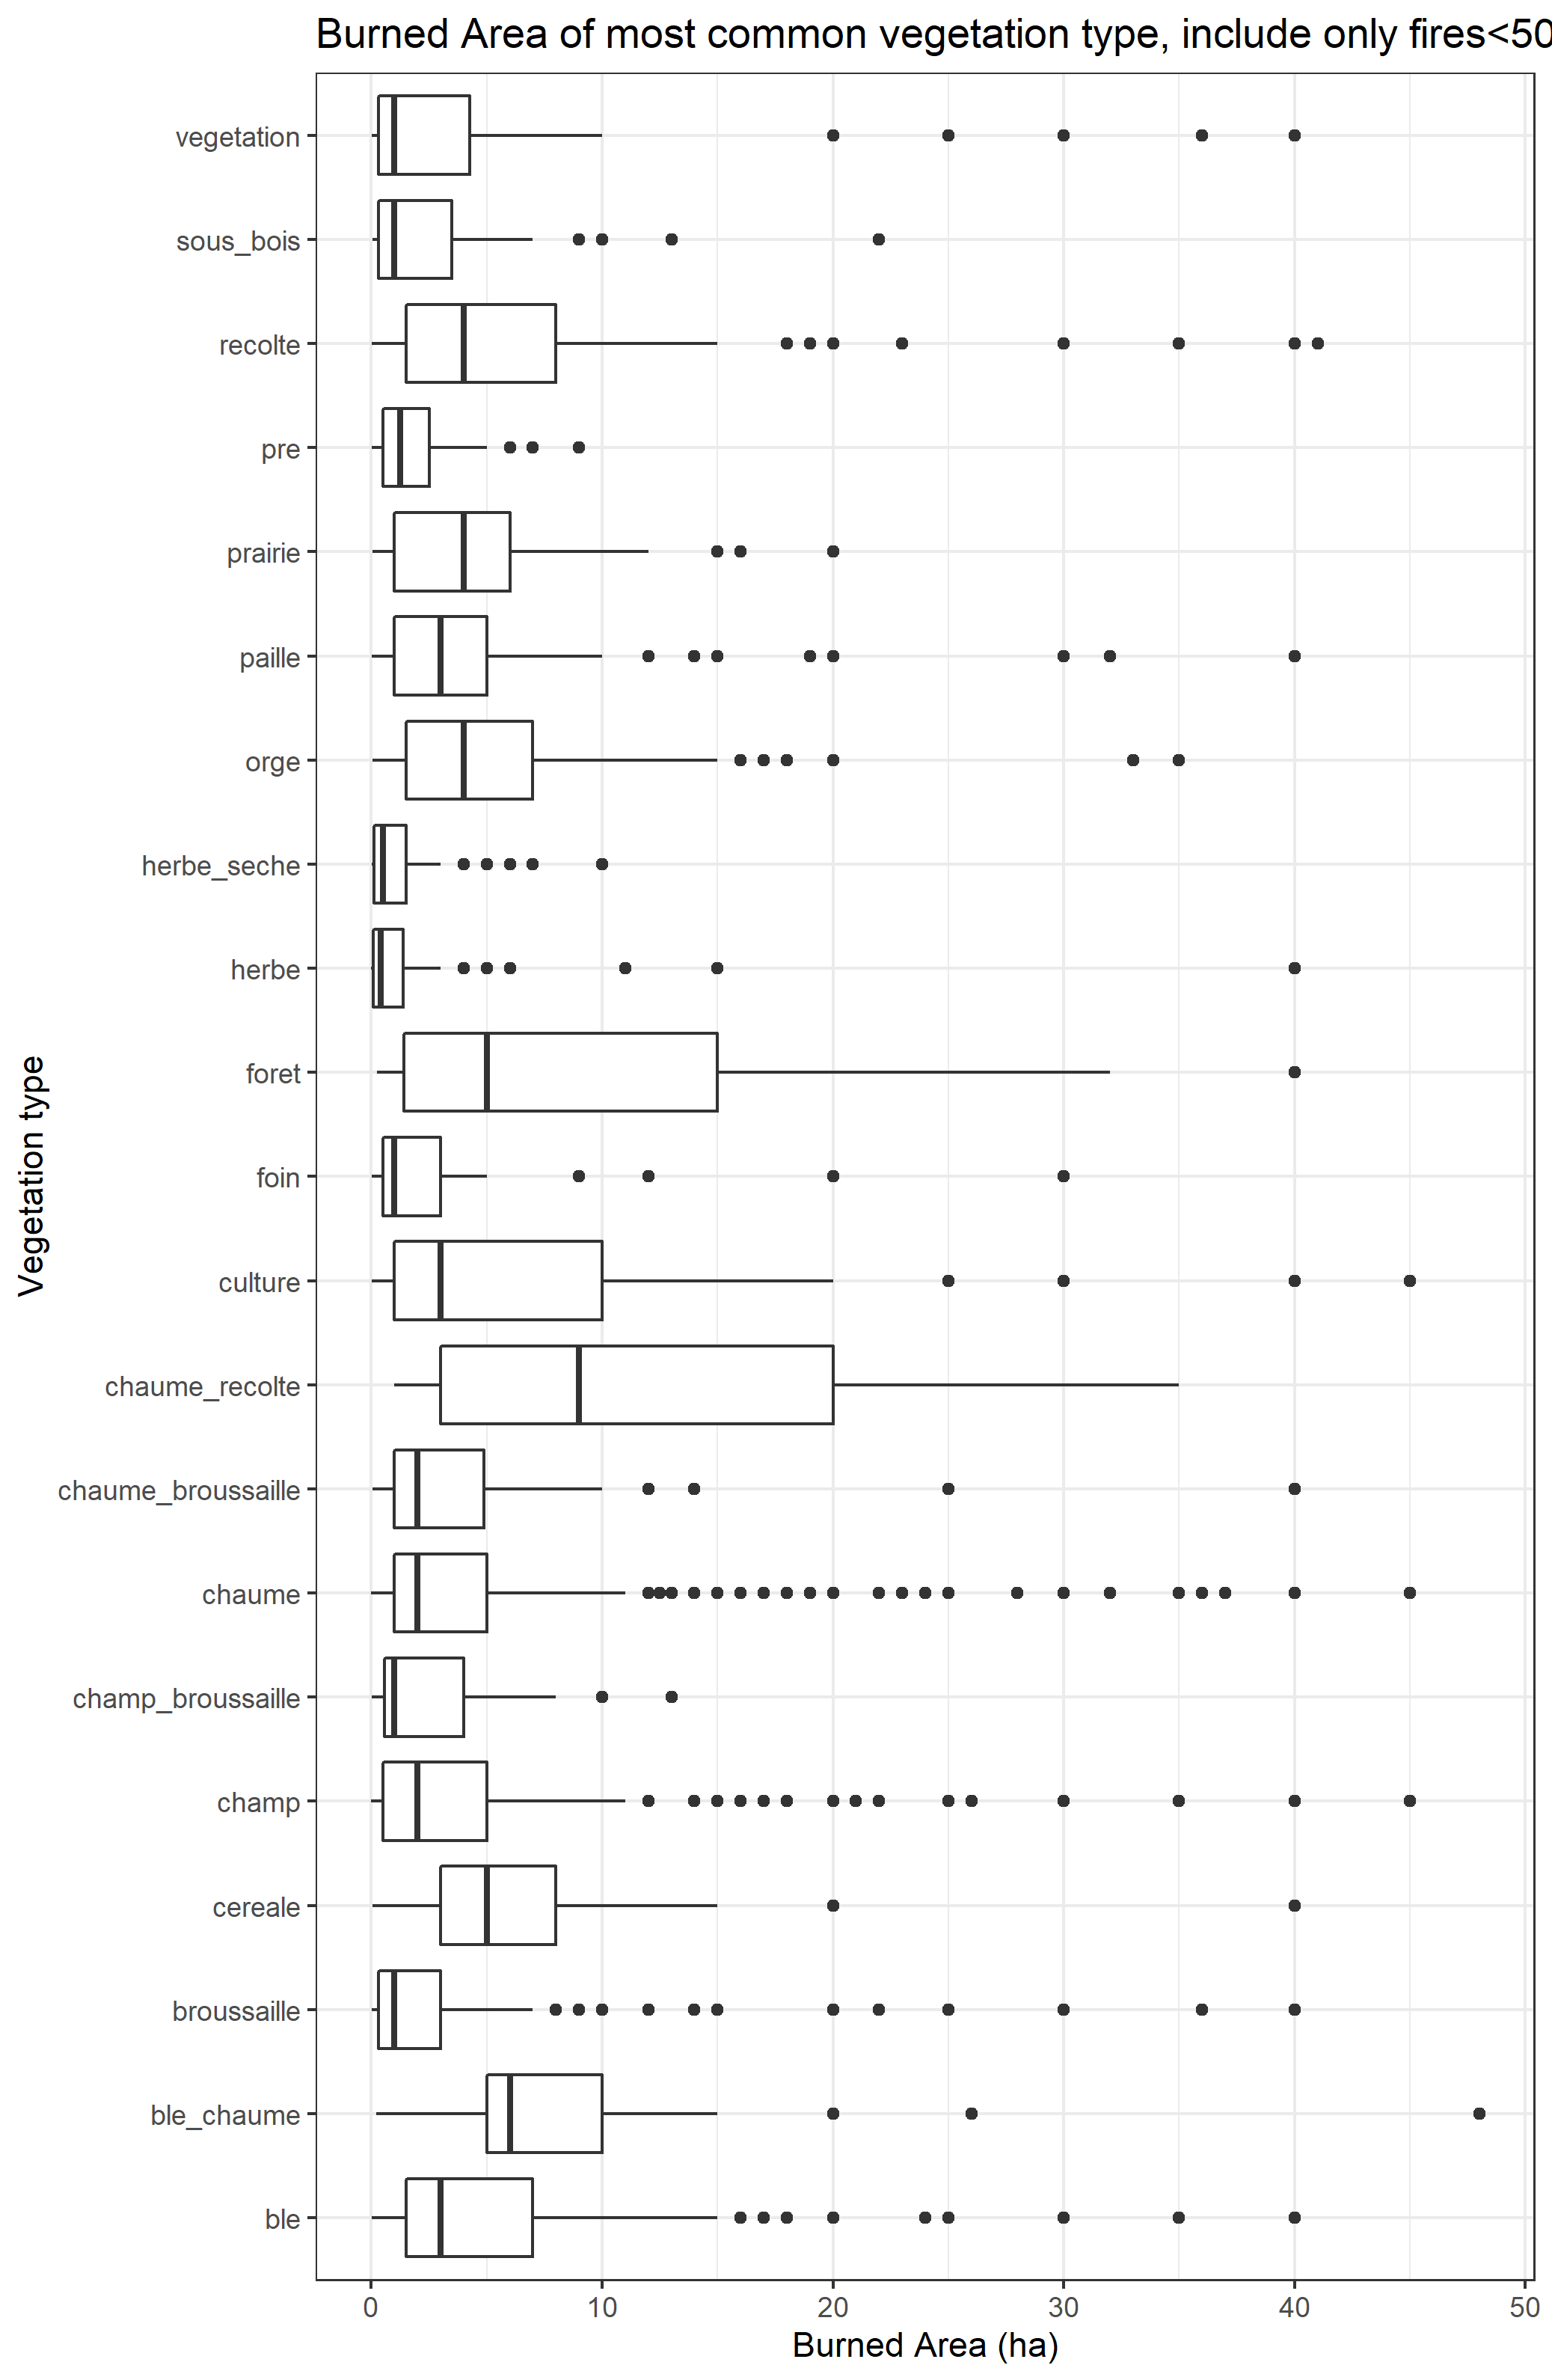 Burned Area of most common vegetation type, include only fires<50
vegetation
sous_bois
recolte
pre
prairie
paille
orge
herbe_seche
herbe
foret
foin
culture
chaume_recolte
chaume_broussaille
chaume
champ_broussaille
champ
cereale
broussaille
ble_chaume
ble
Vegetation type
0 10 20 30 40 50
Burned Area (ha)